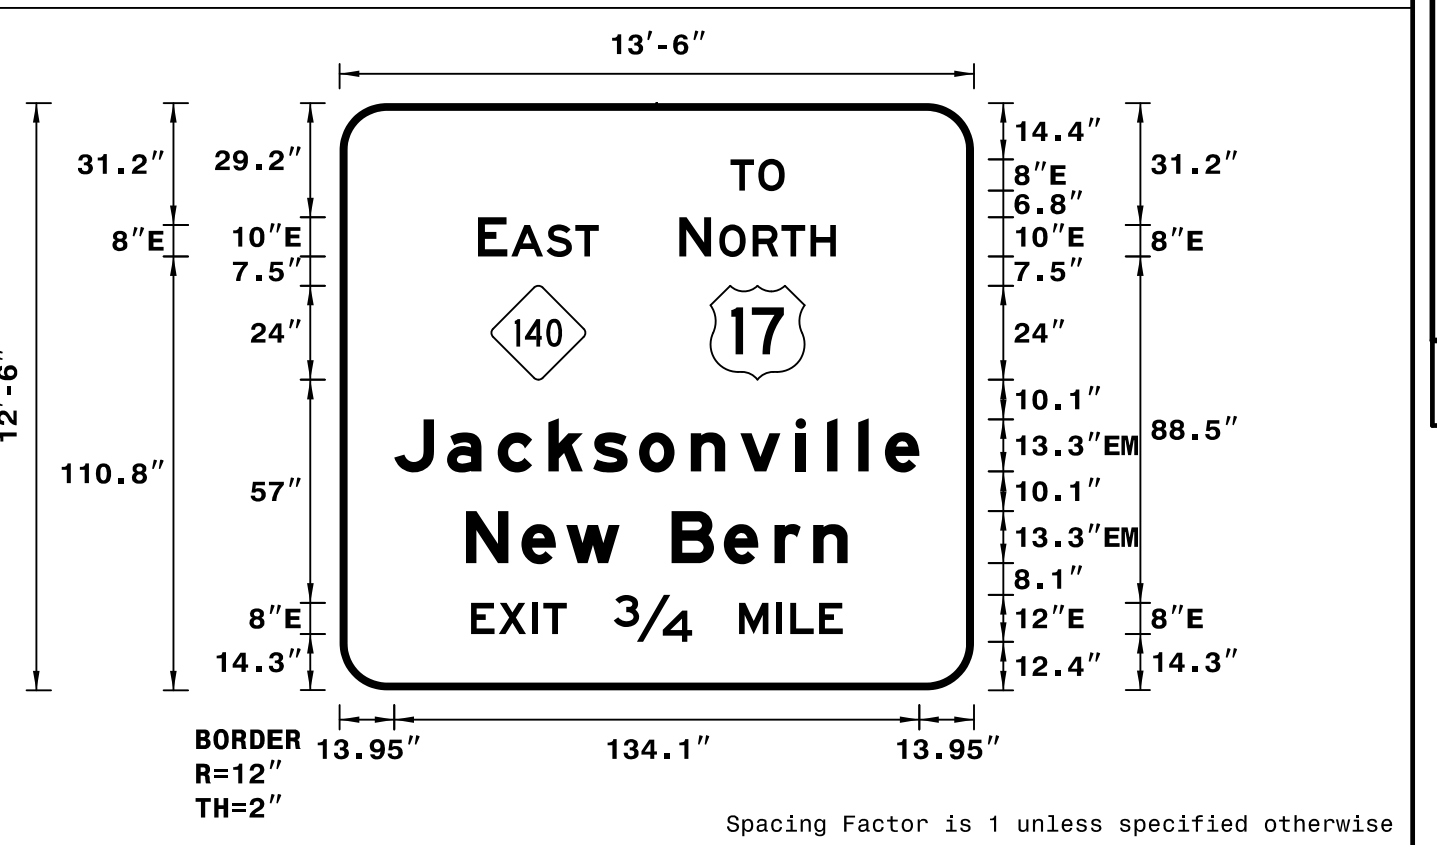 13'-6"
14.4"
31.2" 29.2" TO 31.2"
8"E
6.8"
8"E 10"E EAST NORTH 10"E 8"E
7.5" 7.5"
24" 140 17 24"
12'-6"
10.1"
88.5"
Jacksonville 13.3"EM
110.8"
57" 10.1"
New Bern 13.3"EM
8.1"
8"E EXIT 3/4 MILE 12"E 8"E
14.3" 12.4" 14.3"
BORDER 13.95" 134.1" 13.95"
R=12"
TH=2"
Spacing Factor is 1 unless specified otherwise